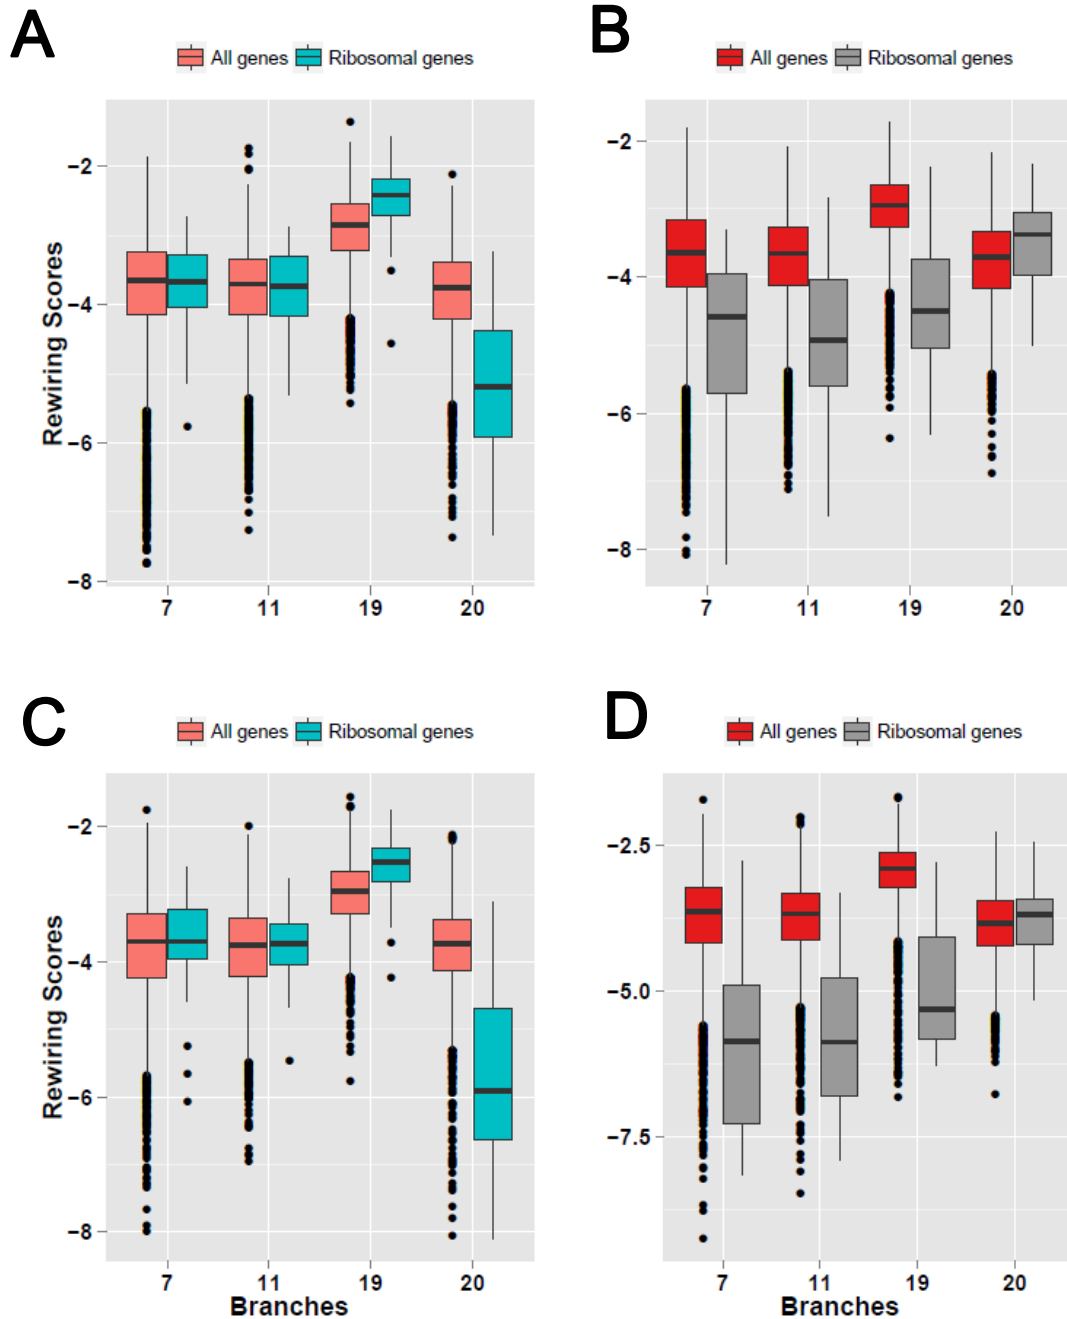 A
All genes Ribosomal genes
Rewiring Scores
−2
−4
−6
−8
7 11 19 20
B
All genes Ribosomal genes
−2
−4
−6
−8
7 11 19 20
C
All genes Ribosomal genes
Rewiring Scores
−2
−4
−6
−8
7 11 19 20
Branches
D
All genes Ribosomal genes
−2.5
−5.0
−7.5
7 11 19 20
Branches